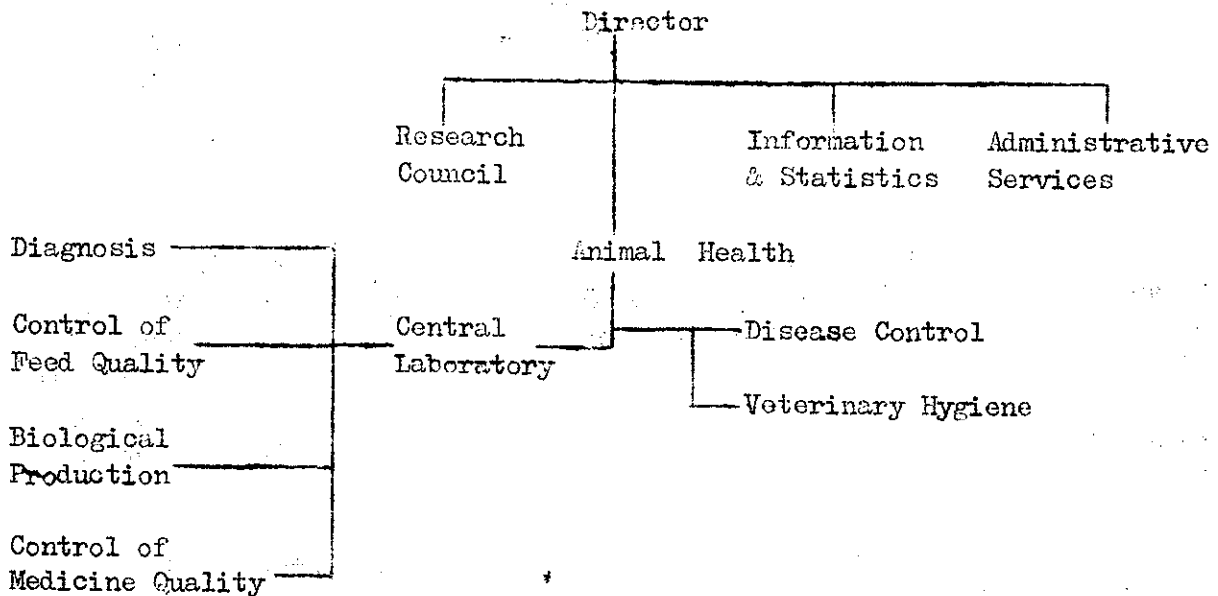 Director
Research
Council
Information
& Statistics
Administrative
Services
Animal Health
Diagnosis
Control of
Feed Quality
Central
Laboratory
Disease Control
Veterinary Hygiene
Biological
Production
Control of
Medicine Quality